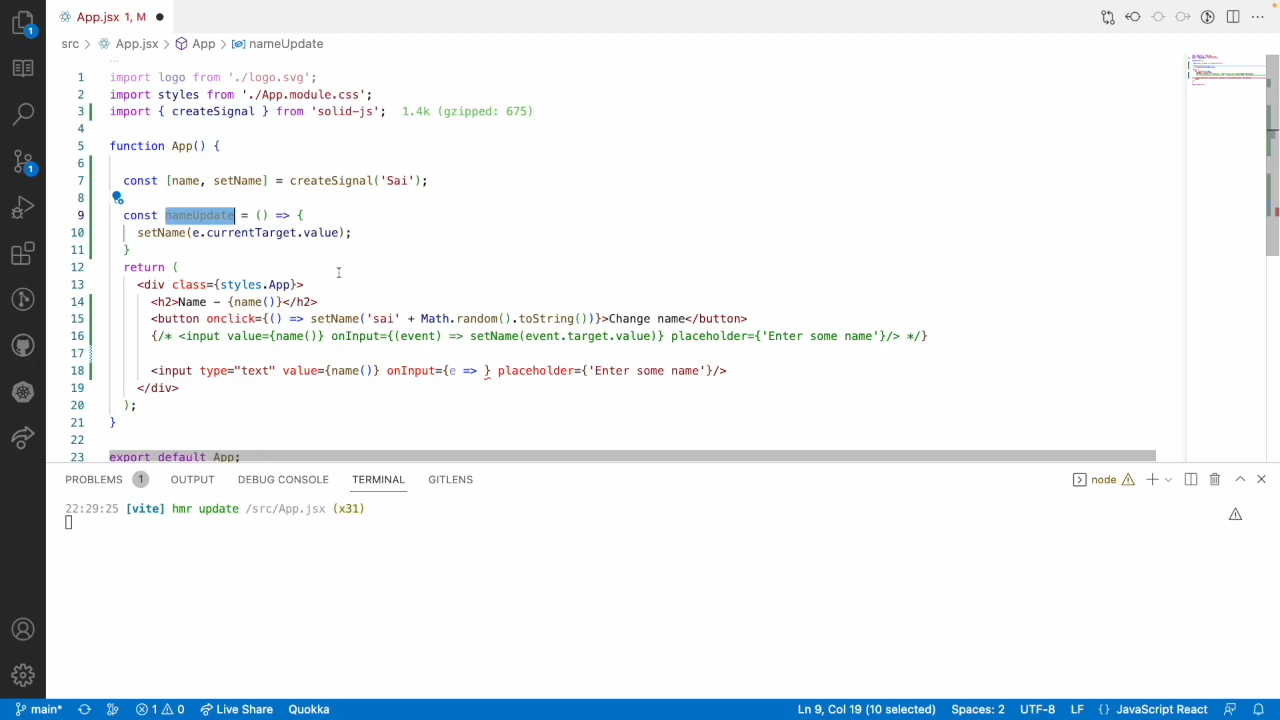 1
App.jsx 1, M
src > App.jsx > App > nameUpdate
1 import logo from './logo.svg';
2 import styles from './App.module.css';
3 import { createSignal } from 'solid-js'; 1.4k (gzipped: 675)
4
5 function App() {
6
7 const [name, setName] = createSignal('Sai');
8
9 const nameUpdate = () => {
10 setName(e.currentTarget.value);
11 }
12 return (
13 <div class={styles.App}>
14 <h2>Name - {name()}</h2>
15 <button onclick={() => setName('sai' + Math.random().toString())}>Change name</button>
16 {/* <input value={name()} onInput={(event) => setName(event.target.value)} placeholder={'Enter some name'}/> */}
17
18 <input type="text" value={name()} onInput={e => } placeholder={'Enter some name'}/>
19 </div>
20 );
21 }
22
23 export default App;
1
PROBLEMS 1 OUTPUT DEBUG CONSOLE TERMINAL GITLENS node
22:29:25 [vite] hmr update /src/App.jsx (x31)
main* 1 0 Live Share Quokka Ln 9, Col 19 (10 selected) Spaces: 2 UTF-8 LF {} JavaScript React